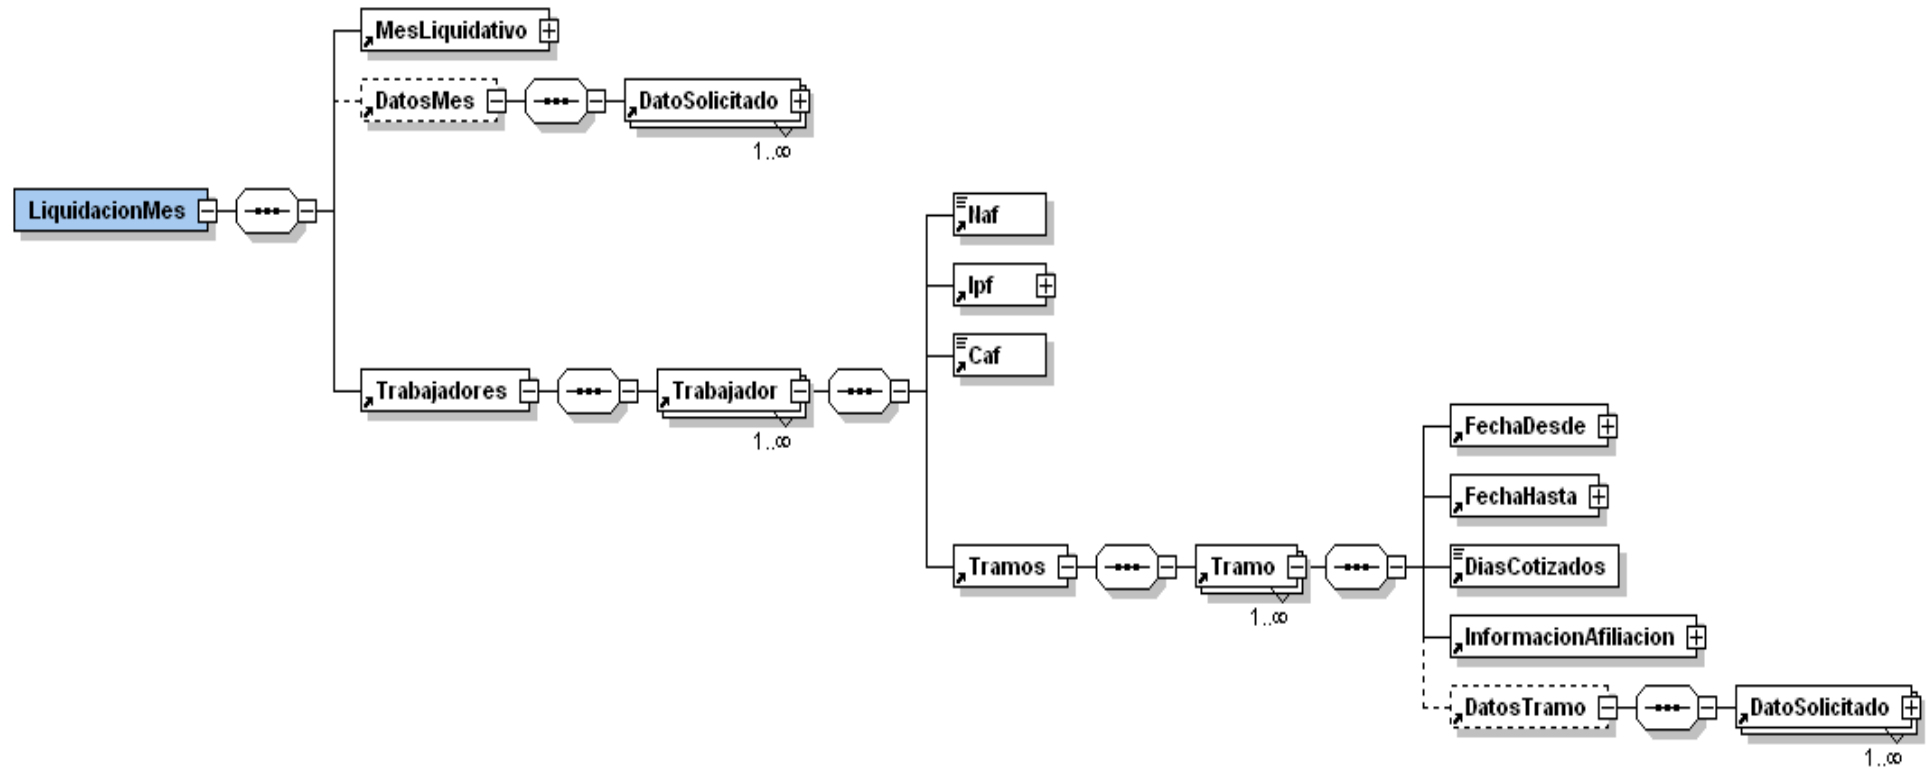 MesLiquidativo
DatosMes
DatoSolicitado
1..∞
LiquidacionMes
Naf
Ipf
Caf
Trabajadores
Trabajador
1..∞
FechaDesde
FechaHasta
Tramos
Tramo
1..∞
DiasCotizados
InformacionAfiliacion
DatosTramo
DatoSolicitado
1..∞